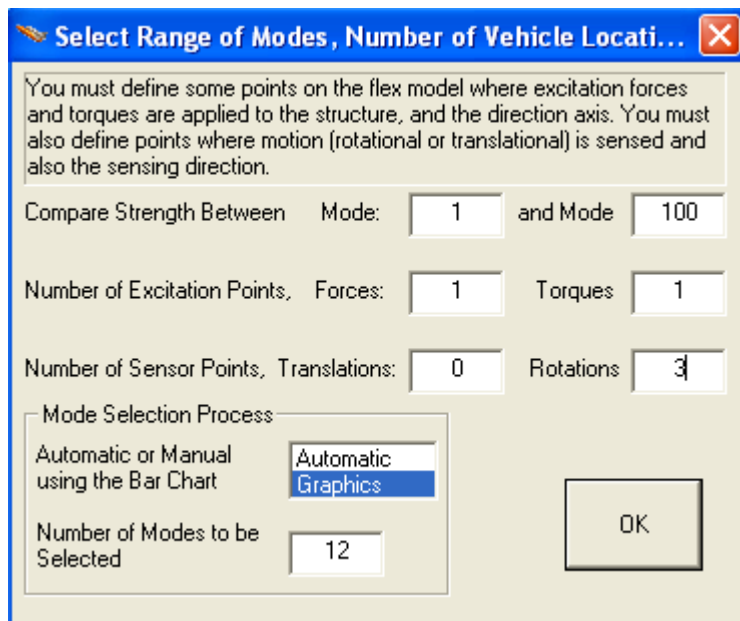 Select Range of Modes, Number of Vehicle Locati...
You must define some points on the flex model where excitation forces
and torques are applied to the structure, and the direction axis. You must
also define points where motion (rotational or translational) is sensed and
also the sensing direction.
Compare Strength Between Mode: 1 and Mode 100
Number of Excitation Points, Forces: 1 Torques 1
Number of Sensor Points, Translations: 0 Rotations 3
Mode Selection Process
Automatic or Manual
using the Bar Chart
Automatic
Graphics
Number of Modes to be
Selected
12
OK